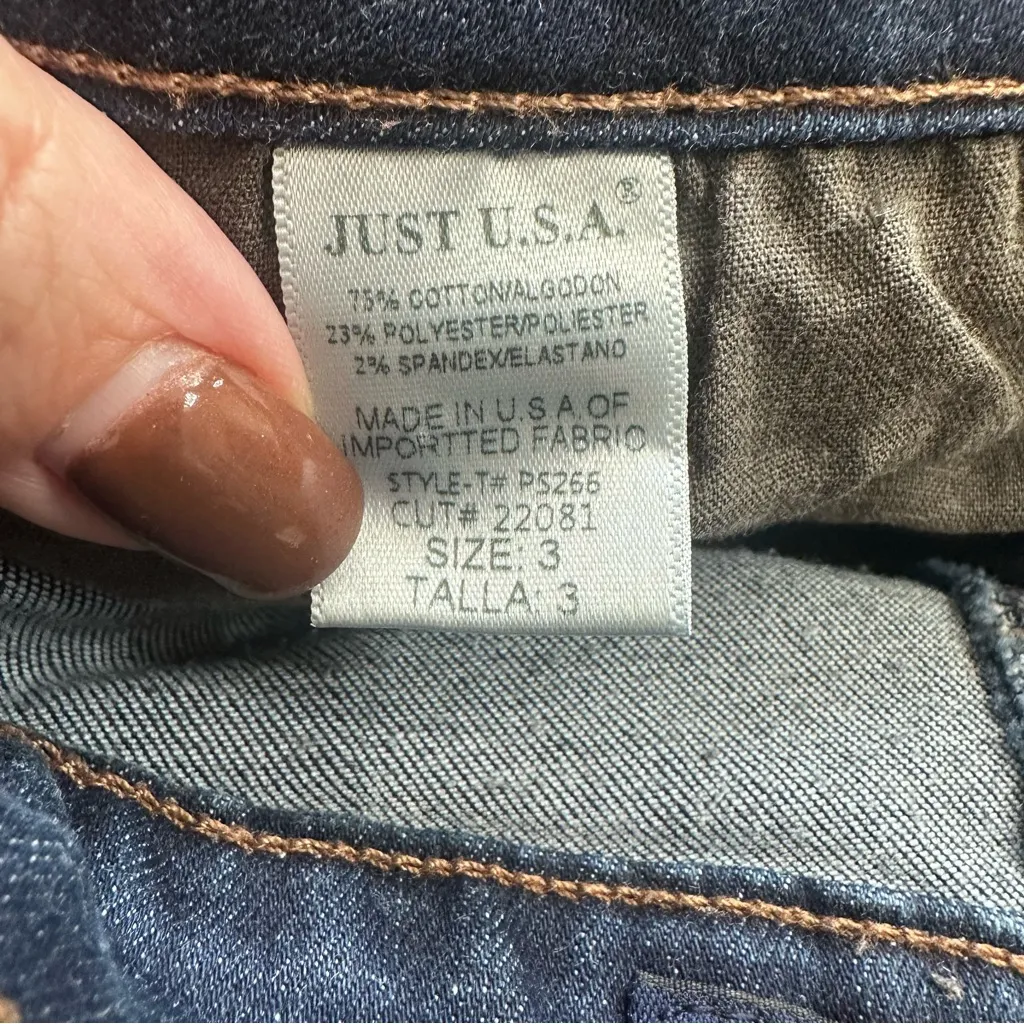 JUST U.S.A.®
75% COTTON/ALGODON
23% POLYESTER/POLIESTER
2% SPANDEX/ELASTANO
MADE IN U.S.A OF
IMPORTTED FABRIC
STYLE-T# PS266
CUT# 22081
SIZE: 3
TALLA: 3